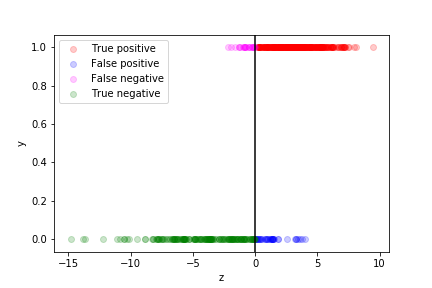 1.0
0.8
0.6
0.4
0.2
0.0
y
True positive
False positive
False negative
True negative
−15
−10
−5
0
5
10
z